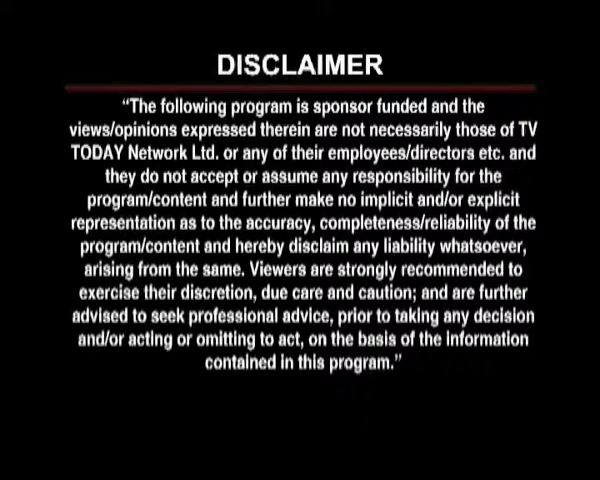 DISCLAIMER
“The following program is sponsor funded and the
views/opinions expressed therein are not necessarily those of TV
TODAY Network Ltd. or any of their employees/directors etc. and
they do not accept or assume any responsibility for the
program/content and further make no implicit and/or explicit
representation as to the accuracy, completeness/reliability of the
program/content and hereby disclaim any liability whatsoever,
arising from the same. Viewers are strongly recommended to
exercise their discretion, due care and caution; and are further
advised to seek professional advice, prior to taking any decision
and/or acting or omitting to act, on the basis of the information
contained in this program.”